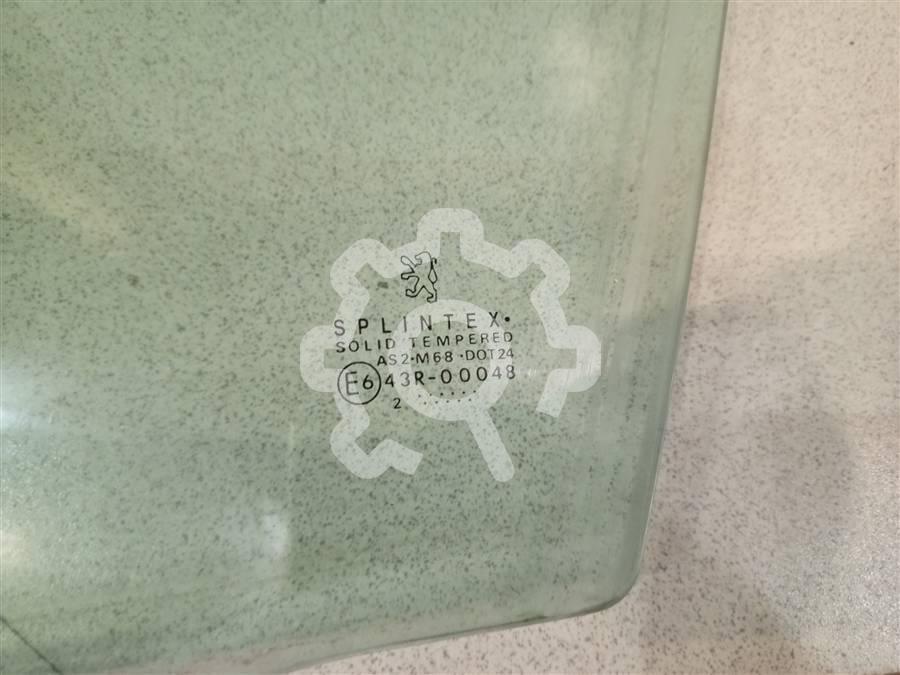 SPLINTEX.
SOLID TEMPERED
AS2·M68·DOT24
E6 43R-00048
2 ..........